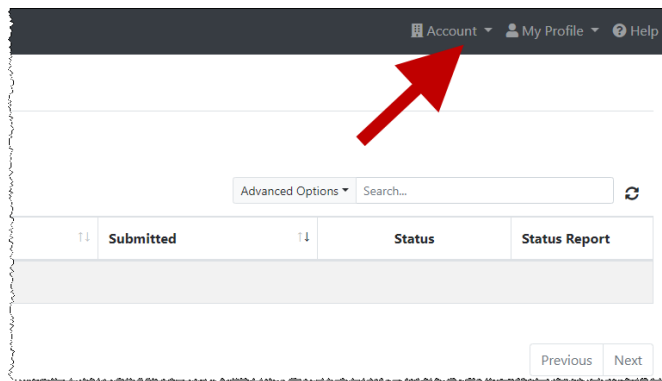 Account My Profile Help
Advanced Options Search...
Submitted Status Status Report
Previous Next